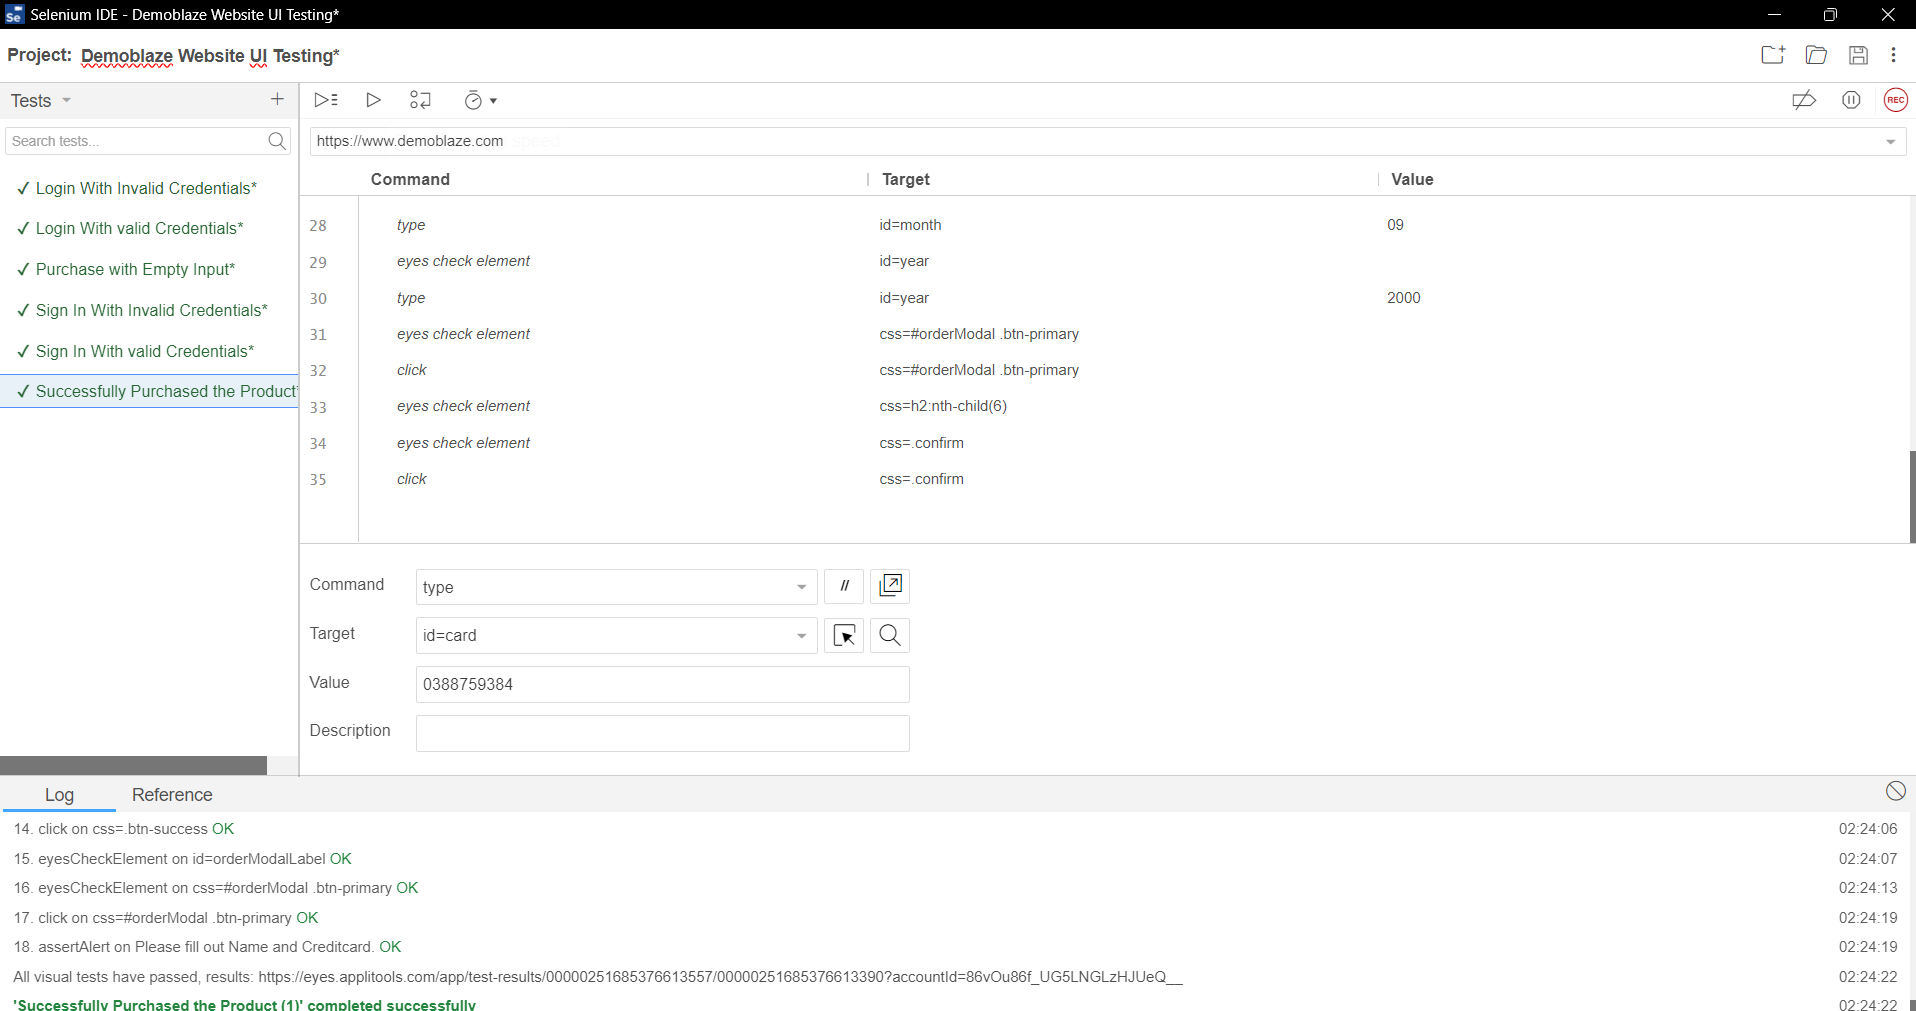 Selenium IDE - Demoblaze Website UI Testing*
Project: Demoblaze Website UI Testing*
Tests
Search tests...
✓ Login With Invalid Credentials*
✓ Login With valid Credentials*
✓ Purchase with Empty Input*
✓ Sign In With Invalid Credentials*
✓ Sign In With valid Credentials*
✓ Successfully Purchased the Product*
REC
https://www.demoblaze.com
Command Target Value
28 type id=month 09
29 eyes check element id=year
30 type id=year 2000
31 eyes check element css=#orderModal .btn-primary
32 click css=#orderModal .btn-primary
33 eyes check element css=h2:nth-child(6)
34 eyes check element css=.confirm
35 click css=.confirm
Command type //
Target id=card
Value 0388759384
Description
Log Reference
14. click on css=.btn-success OK 02:24:06
15. eyesCheckElement on id=orderModalLabel OK 02:24:07
16. eyesCheckElement on css=#orderModal .btn-primary OK 02:24:13
17. click on css=#orderModal .btn-primary OK 02:24:19
18. assertAlert on Please fill out Name and Creditcard. OK 02:24:19
All visual tests have passed, results: https://eyes.applitools.com/app/test-results/00000251685376613557/00000251685376613390?accountId=86vOu86f_UG5LNGLzHJUeQ__ 02:24:22
'Successfully Purchased the Product (1)' completed successfully 02:24:22